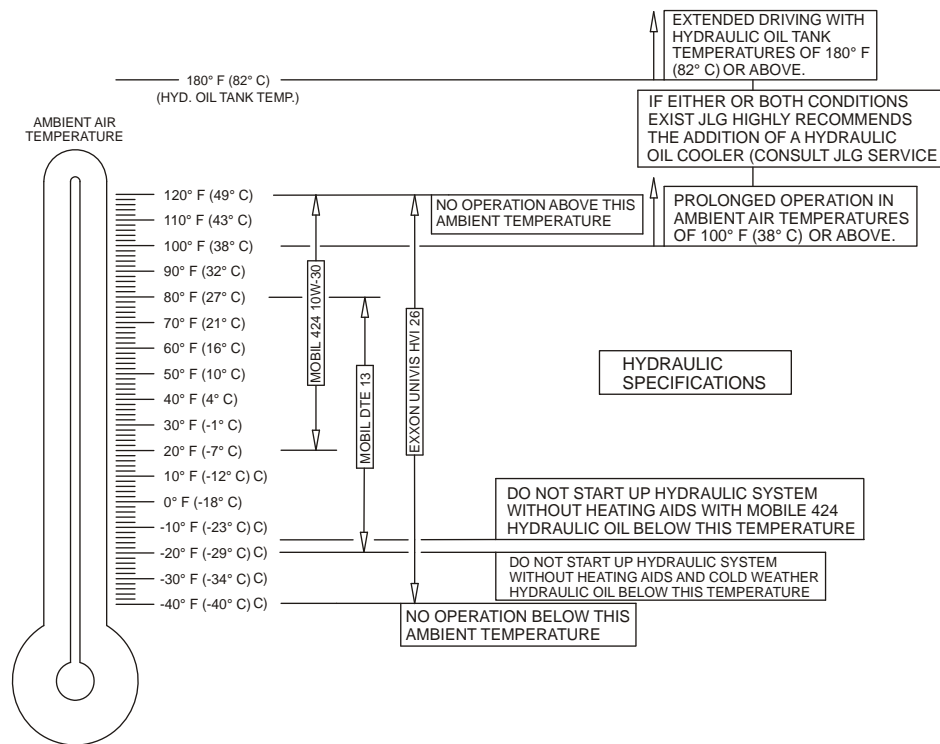 EXTENDED DRIVING WITH
HYDRAULIC OIL TANK
TEMPERATURES OF 180° F
(82° C) OR ABOVE.
180° F (82° C)
(HYD. OIL TANK TEMP.)
IF EITHER OR BOTH CONDITIONS
EXIST JLG HIGHLY RECOMMENDS
THE ADDITION OF A HYDRAULIC
OIL COOLER (CONSULT JLG SERVICE
AMBIENT AIR
TEMPERATURE
120° F (49° C)
110° F (43° C)
100° F (38° C)
90° F (32° C)
80° F (27° C)
70° F (21° C)
60° F (16° C)
50° F (10° C)
40° F (4° C)
30° F (-1° C)
20° F (-7° C)
10° F (-12° C) C)
0° F (-18° C)
-10° F (-23° C) C)
-20° F (-29° C) C)
-30° F (-34° C) C)
-40° F (-40° C) C)
NO OPERATION ABOVE THIS
AMBIENT TEMPERATURE
PROLONGED OPERATION IN
AMBIENT AIR TEMPERATURES
OF 100° F (38° C) OR ABOVE.
MOBIL 424 10W-30
MOBIL DTE 13
EXXON UNIVIS HVI 26
HYDRAULIC
SPECIFICATIONS
DO NOT START UP HYDRAULIC SYSTEM
WITHOUT HEATING AIDS WITH MOBILE 424
HYDRAULIC OIL BELOW THIS TEMPERATURE
DO NOT START UP HYDRAULIC SYSTEM
WITHOUT HEATING AIDS AND COLD WEATHER
HYDRAULIC OIL BELOW THIS TEMPERATURE
NO OPERATION BELOW THIS
AMBIENT TEMPERATURE